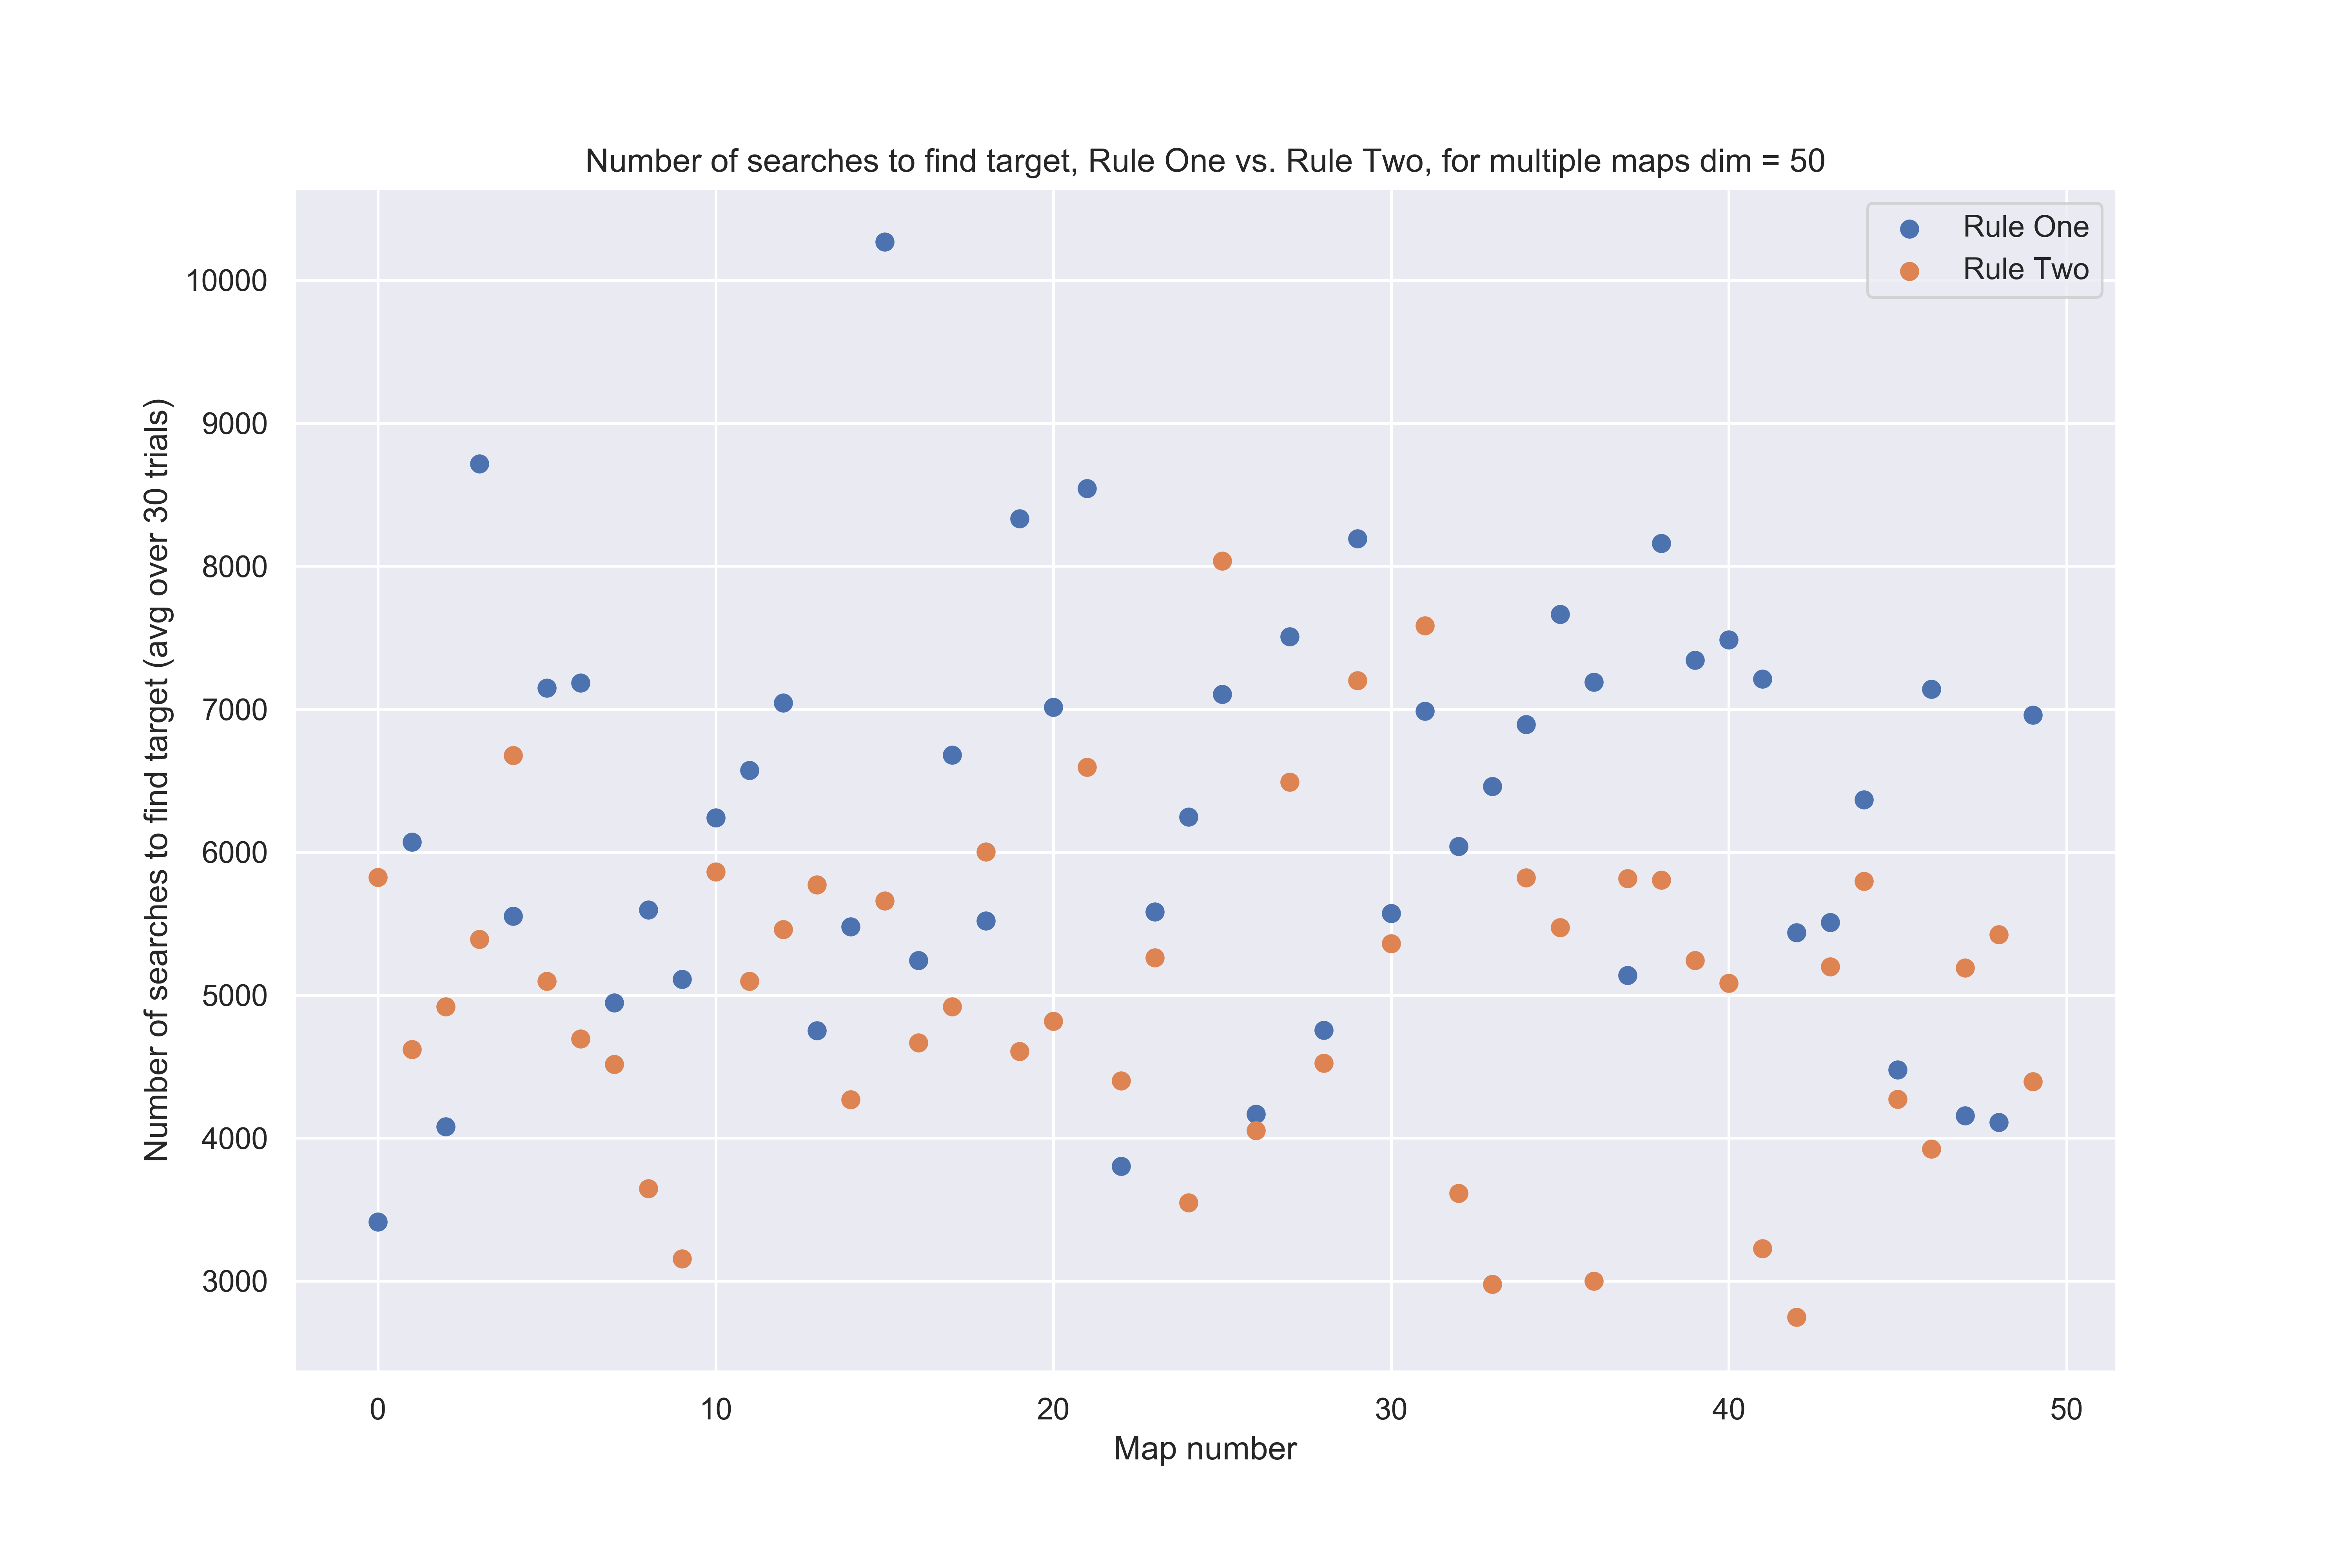 Number of searches to find target, Rule One vs. Rule Two, for multiple maps dim = 50
Rule One
Rule Two
Number of searches to find target (avg over 30 trials)
10000
9000
8000
7000
6000
5000
4000
3000
0 10 20 30 40 50
Map number